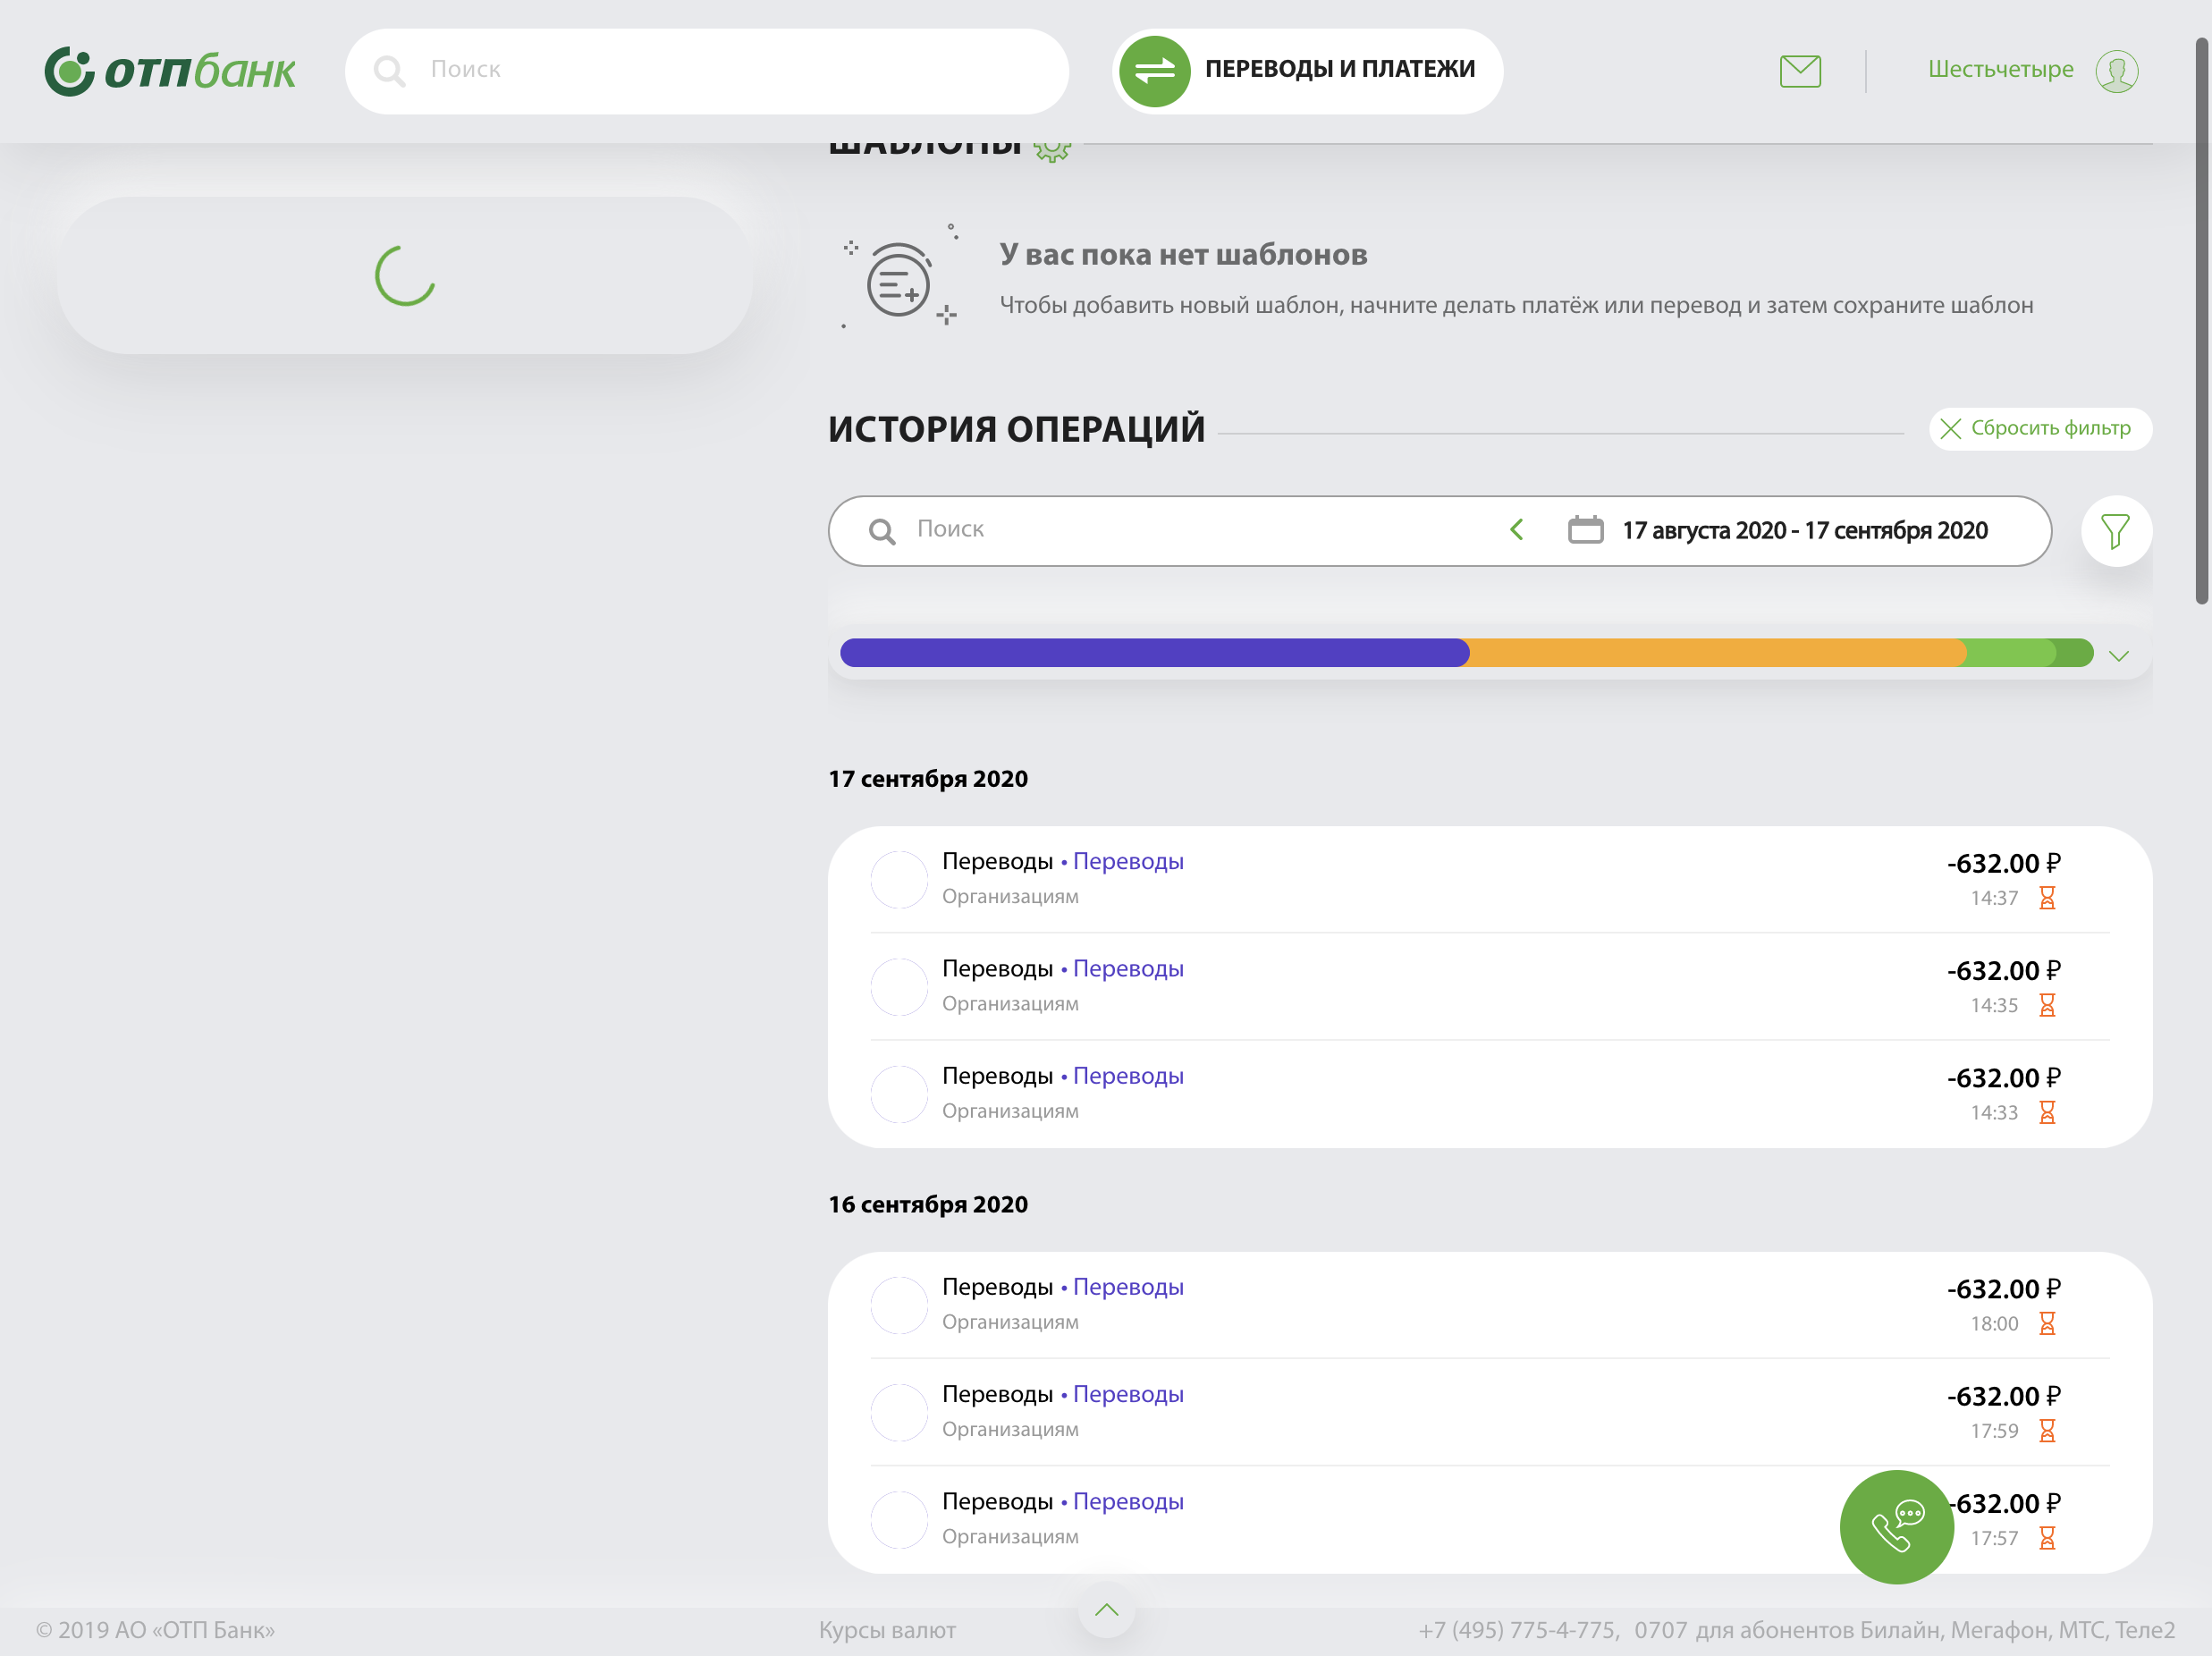 отпбанк
Поиск
ПЕРЕВОДЫ И ПЛАТЕЖИ
Шестьчетыре
ШАБЛОНЫ
У вас пока нет шаблонов
Чтобы добавить новый шаблон, начните делать платёж или перевод и затем сохраните шаблон
ИСТОРИЯ ОПЕРАЦИЙ
Сбросить фильтр
Поиск
17 августа 2020 - 17 сентября 2020
17 сентября 2020
Переводы • Переводы
-632.00 ₽
Организациям
14:37
Переводы • Переводы
-632.00 ₽
Организациям
14:35
Переводы • Переводы
-632.00 ₽
Организациям
14:33
16 сентября 2020
Переводы • Переводы
-632.00 ₽
Организациям
18:00
Переводы • Переводы
-632.00 ₽
Организациям
17:59
Переводы • Переводы
-632.00 ₽
Организациям
17:57
© 2019 АО «ОТП Банк»
Курсы валют
+7 (495) 775-4-775, 0707 для абонентов Билайн, Мегафон, МТС, Теле2